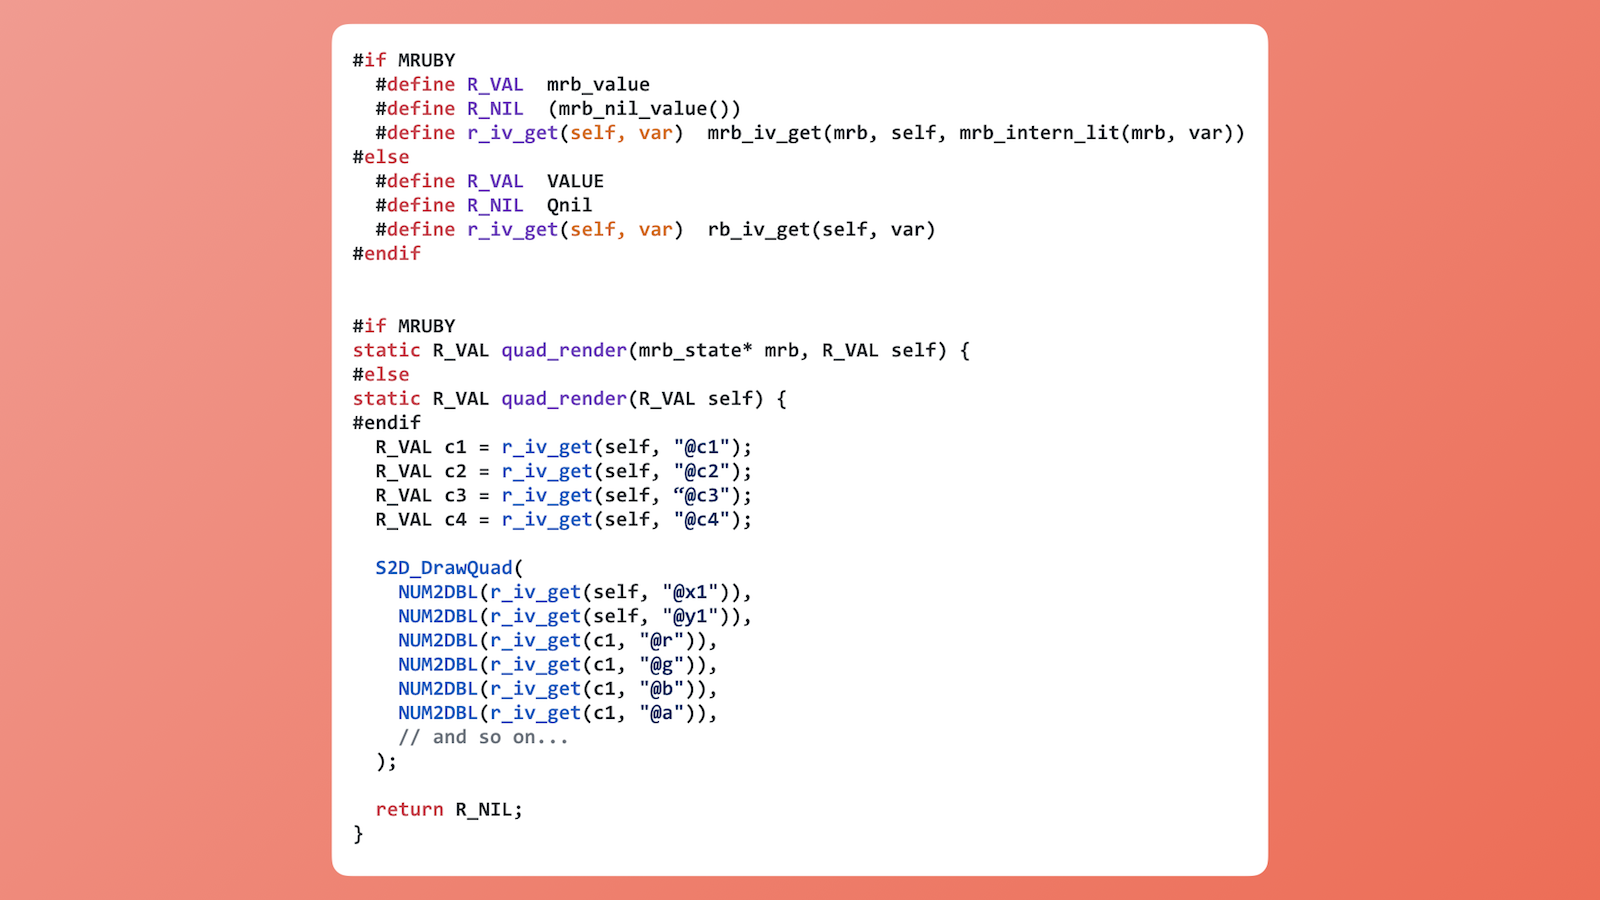 #if MRUBY
  #define R_VAL  mrb_value
  #define R_NIL  (mrb_nil_value())
  #define r_iv_get(self, var)  mrb_iv_get(mrb, self, mrb_intern_lit(mrb, var))
#else
  #define R_VAL  VALUE
  #define R_NIL  Qnil
  #define r_iv_get(self, var)  rb_iv_get(self, var)
#endif

#if MRUBY
static R_VAL quad_render(mrb_state* mrb, R_VAL self) {
#else
static R_VAL quad_render(R_VAL self) {
#endif
  R_VAL c1 = r_iv_get(self, "@c1");
  R_VAL c2 = r_iv_get(self, "@c2");
  R_VAL c3 = r_iv_get(self, “@c3");
  R_VAL c4 = r_iv_get(self, "@c4");

  S2D_DrawQuad(
    NUM2DBL(r_iv_get(self, "@x1")),
    NUM2DBL(r_iv_get(self, "@y1")),
    NUM2DBL(r_iv_get(c1, "@r")),
    NUM2DBL(r_iv_get(c1, "@g")),
    NUM2DBL(r_iv_get(c1, "@b")),
    NUM2DBL(r_iv_get(c1, "@a")),
    // and so on...
  );

  return R_NIL;
}